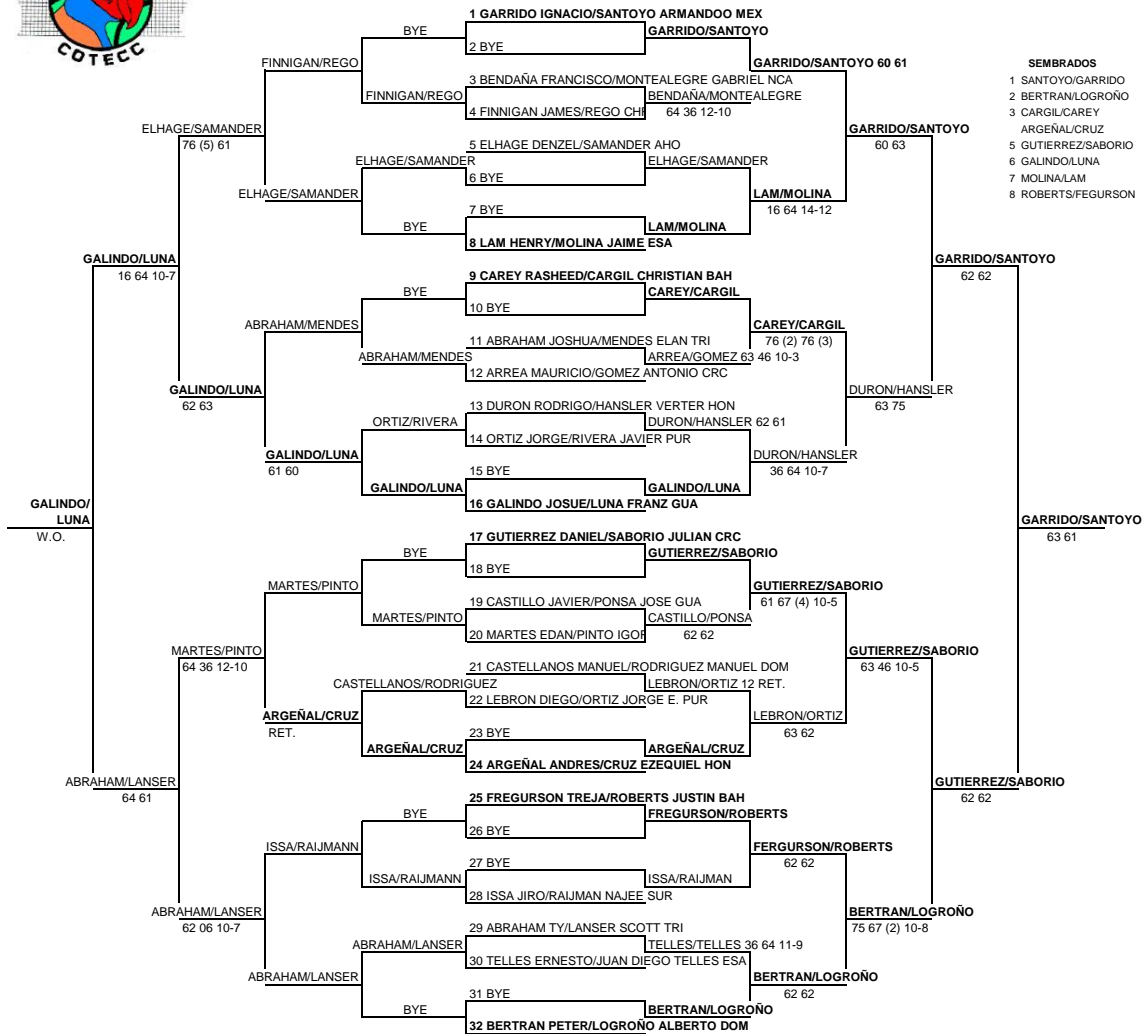 COTECC
SEMBRADOS
1 SANTOYO/GARRIDO
2 BERTRAN/LOGROÑO
3 CARGIL/CAREY
ARGEÑAL/CRUZ
5 GUTIERREZ/SABORIO
6 GALINDO/LUNA
7 MOLINA/LAM
8 ROBERTS/FEGURSON
1 GARRIDO IGNACIO/SANTOYO ARMANDOO MEX
BYE
GARRIDO/SANTOYO
2 BYE
FINNIGAN/REGO
GARRIDO/SANTOYO 60 61
3 BENDAÑA FRANCISCO/MONTEALEGRE GABRIEL NCA
FINNIGAN/REGO
BENDAÑA/MONTEALEGRE
4 FINNIGAN JAMES/REGO CH
64 36 12-10
ELHAGE/SAMANDER
GARRIDO/SANTOYO
76 (5) 61
60 63
5 ELHAGE DENZEL/SAMANDER AHO
ELHAGE/SAMANDER
ELHAGE/SAMANDER
6 BYE
ELHAGE/SAMANDER
LAM/MOLINA
16 64 14-12
7 BYE
BYE
LAM/MOLINA
8 LAM HENRY/MOLINA JAIME ESA
GALINDO/LUNA
GARRIDO/SANTOYO
16 64 10-7
62 62
9 CAREY RASHEED/CARGIL CHRISTIAN BAH
BYE
CAREY/CARGIL
10 BYE
ABRAHAM/MENDES
CAREY/CARGIL
76 (2) 76 (3)
11 ABRAHAM JOSHUA/MENDES ELAN TRI
ABRAHAM/MENDES
ARREA/GOMEZ 63 46 10-3
12 ARREA MAURICIO/GOMEZ ANTONIO CRC
GALINDO/LUNA
DURON/HANSLER
62 63
63 75
13 DURON RODRIGO/HANSLER VERTER HON
ORTIZ/RIVERA
DURON/HANSLER 62 61
14 ORTIZ JORGE/RIVERA JAVIER PUR
GALINDO/LUNA
DURON/HANSLER
61 60
36 64 10-7
15 BYE
GALINDO/LUNA
GALINDO/LUNA
16 GALINDO JOSUE/LUNA FRANZ GUA
GALINDO/
LUNA
GARRIDO/SANTOYO
W.O.
63 61
17 GUTIERREZ DANIEL/SABORIO JULIAN CRC
BYE
GUTIERREZ/SABORIO
18 BYE
MARTES/PINTO
GUTIERREZ/SABORIO
61 67 (4) 10-5
19 CASTILLO JAVIER/PONSA JOSE GUA
MARTES/PINTO
CASTILLO/PONSA
20 MARTES EDAN/PINTO IGOR
62 62
MARTES/PINTO
GUTIERREZ/SABORIO
64 36 12-10
63 46 10-5
21 CASTELLANOS MANUEL/RODRIGUEZ MANUEL DOM
CASTELLANOS/RODRIGUEZ
LEBRON/ORTIZ 12 RET.
22 LEBRON DIEGO/ORTIZ JORGE E. PUR
ARGEÑAL/CRUZ
LEBRON/ORTIZ
RET.
63 62
23 BYE
ARGEÑAL/CRUZ
ARGEÑAL/CRUZ
24 ARGEÑAL ANDRES/CRUZ EZEQUIEL HON
ABRAHAM/LANSER
GUTIERREZ/SABORIO
64 61
62 62
25 FREGURSON TREJA/ROBERTS JUSTIN BAH
BYE
FREGURSON/ROBERTS
26 BYE
ISSA/RAIJMANN
FERGURSON/ROBERTS
62 62
27 BYE
ISSA/RAIJMANN
ISSA/RAIJMAN
28 ISSA JIRO/RAIJMAN NAJEE SUR
ABRAHAM/LANSER
BERTRAN/LOGROÑO
62 06 10-7
75 67 (2) 10-8
29 ABRAHAM TY/LANSER SCOTT TRI
ABRAHAM/LANSER
TELLES/TELLES 36 64 11-9
30 TELLES ERNESTO/JUAN DIEGO TELLES ESA
ABRAHAM/LANSER
BERTRAN/LOGROÑO
62 62
31 BYE
BYE
BERTRAN/LOGROÑO
32 BERTRAN PETER/LOGROÑO ALBERTO DOM